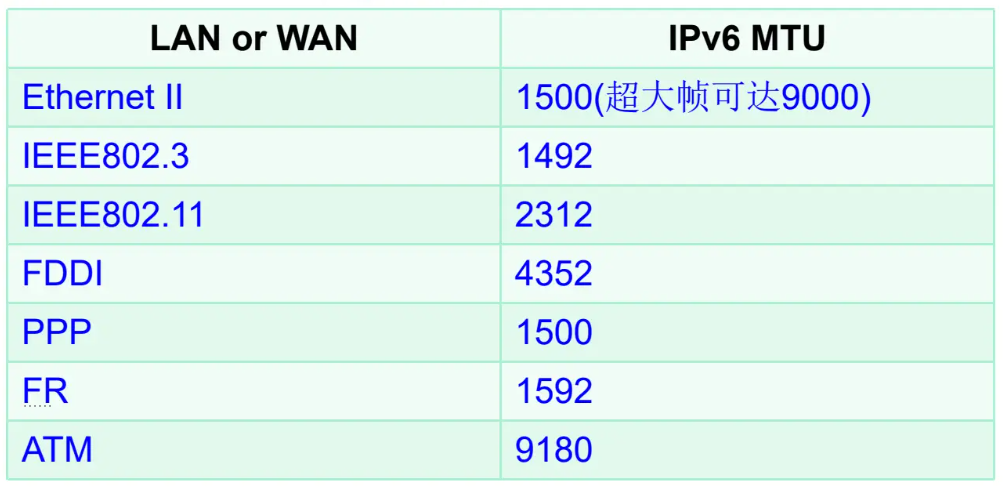 LAN or WAN IPv6 MTU
Ethernet II 1500(超大帧可达9000)
IEEE802.3 1492
IEEE802.11 2312
FDDI 4352
PPP 1500
FR 1592
ATM 9180